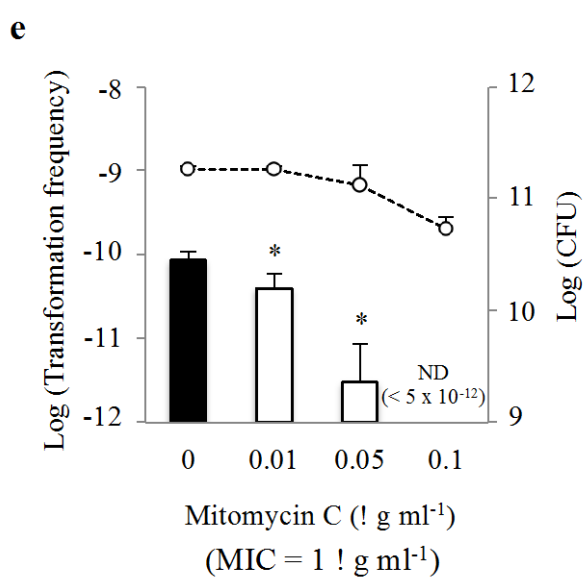 e
Log (Transformation frequency)
-8
-9
-10
-11
-12
12
11
10
9
Log (CFU)
*
*
ND
(< 5 x 10⁻¹²)
0 0.01 0.05 0.1
Mitomycin C (! g ml⁻¹)
(MIC = 1 ! g ml⁻¹)